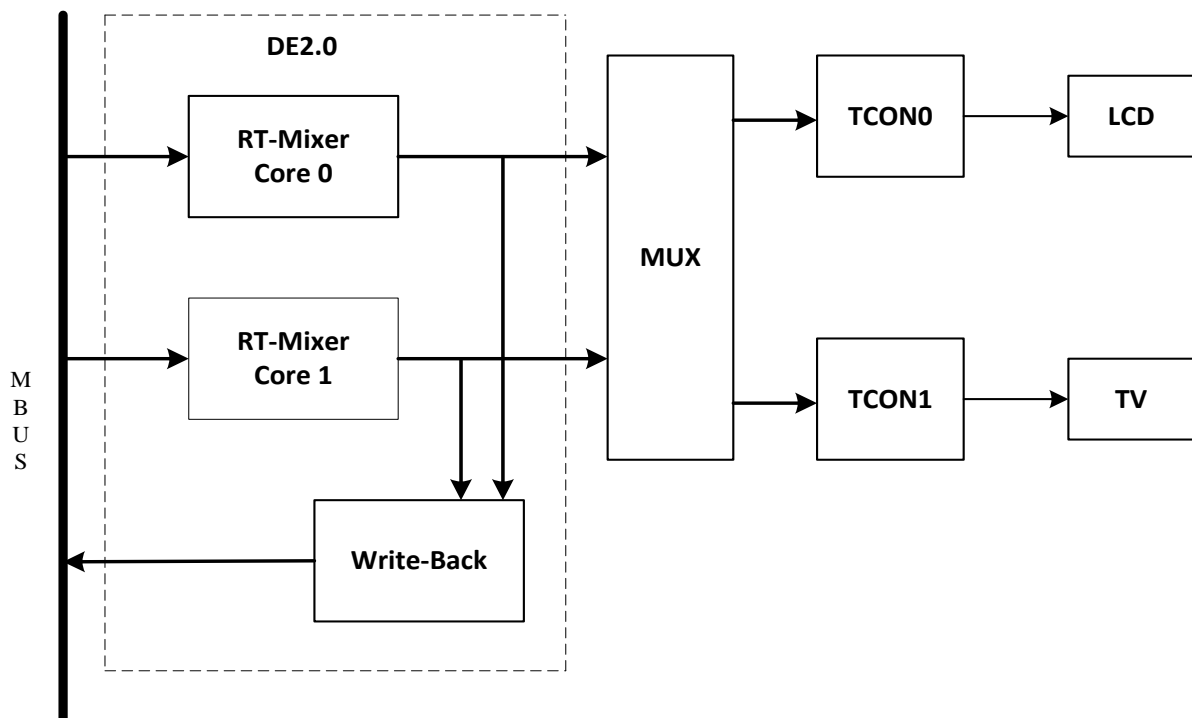 DE2.0
RT-Mixer
Core 0
TCON0
LCD
MUX
RT-Mixer
Core 1
TCON1
TV
M
B
U
S
Write-Back